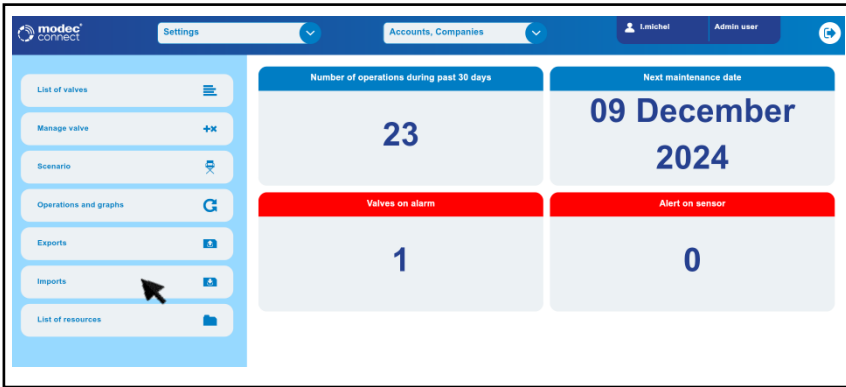 modec
connect
Settings
Accounts, Companies
l.michel
Admin user
List of valves
Manage valve
Scenario
Operations and graphs
Exports
Imports
List of resources
Number of operations during past 30 days
23
Next maintenance date
09 December
2024
Valves on alarm
1
Alert on sensor
0